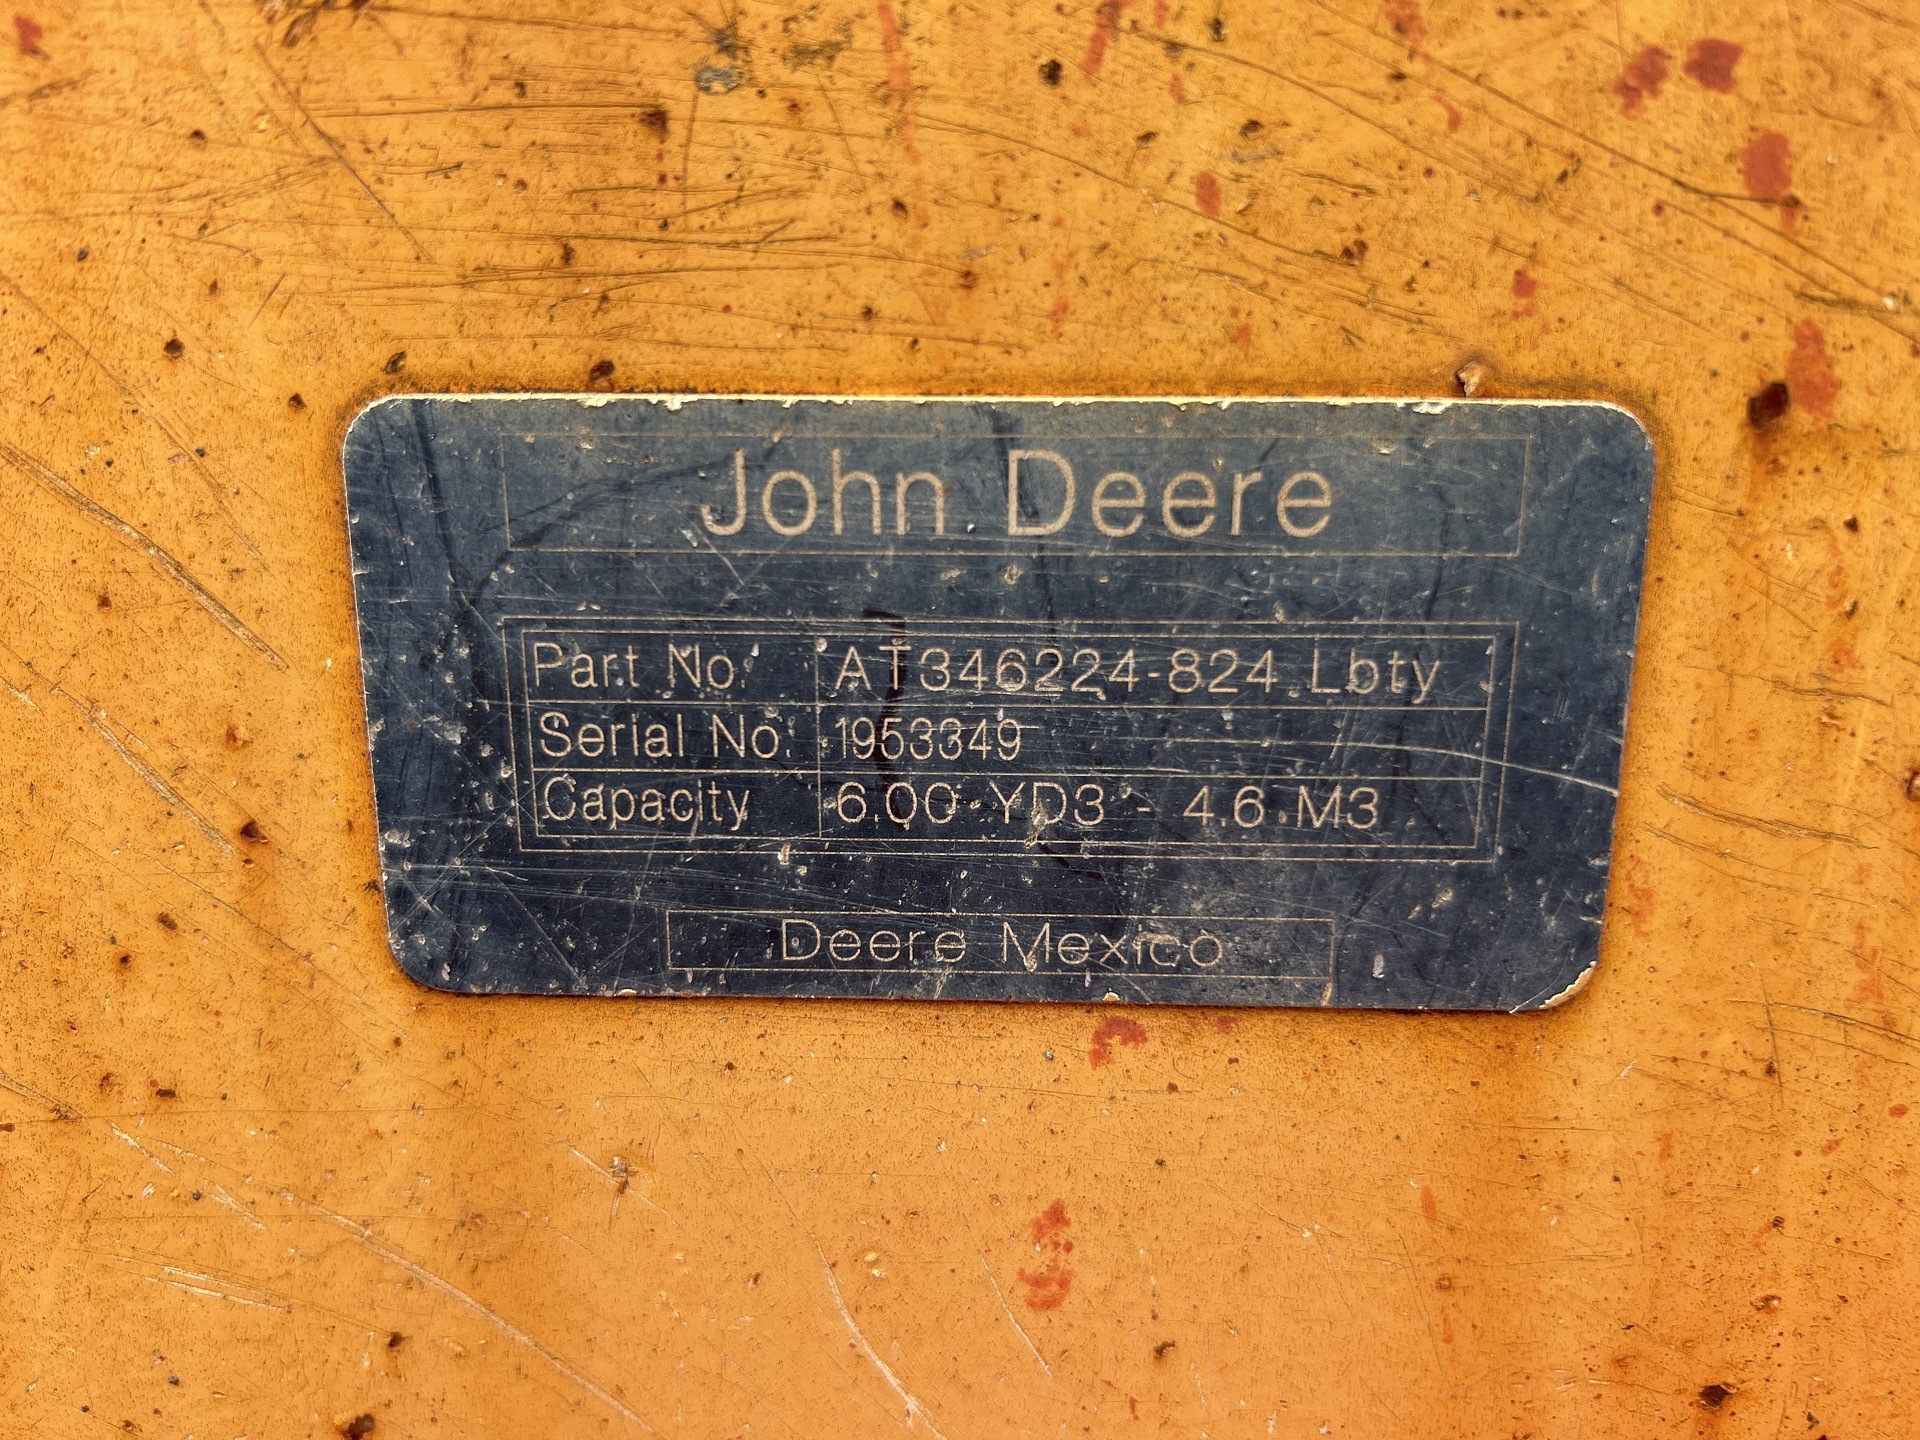 John Deere
Part No. AT346224-824 Lbty
Serial No. 1953349
Capacity 6.00 YD3 - 4.6 M3
Deere Mexico